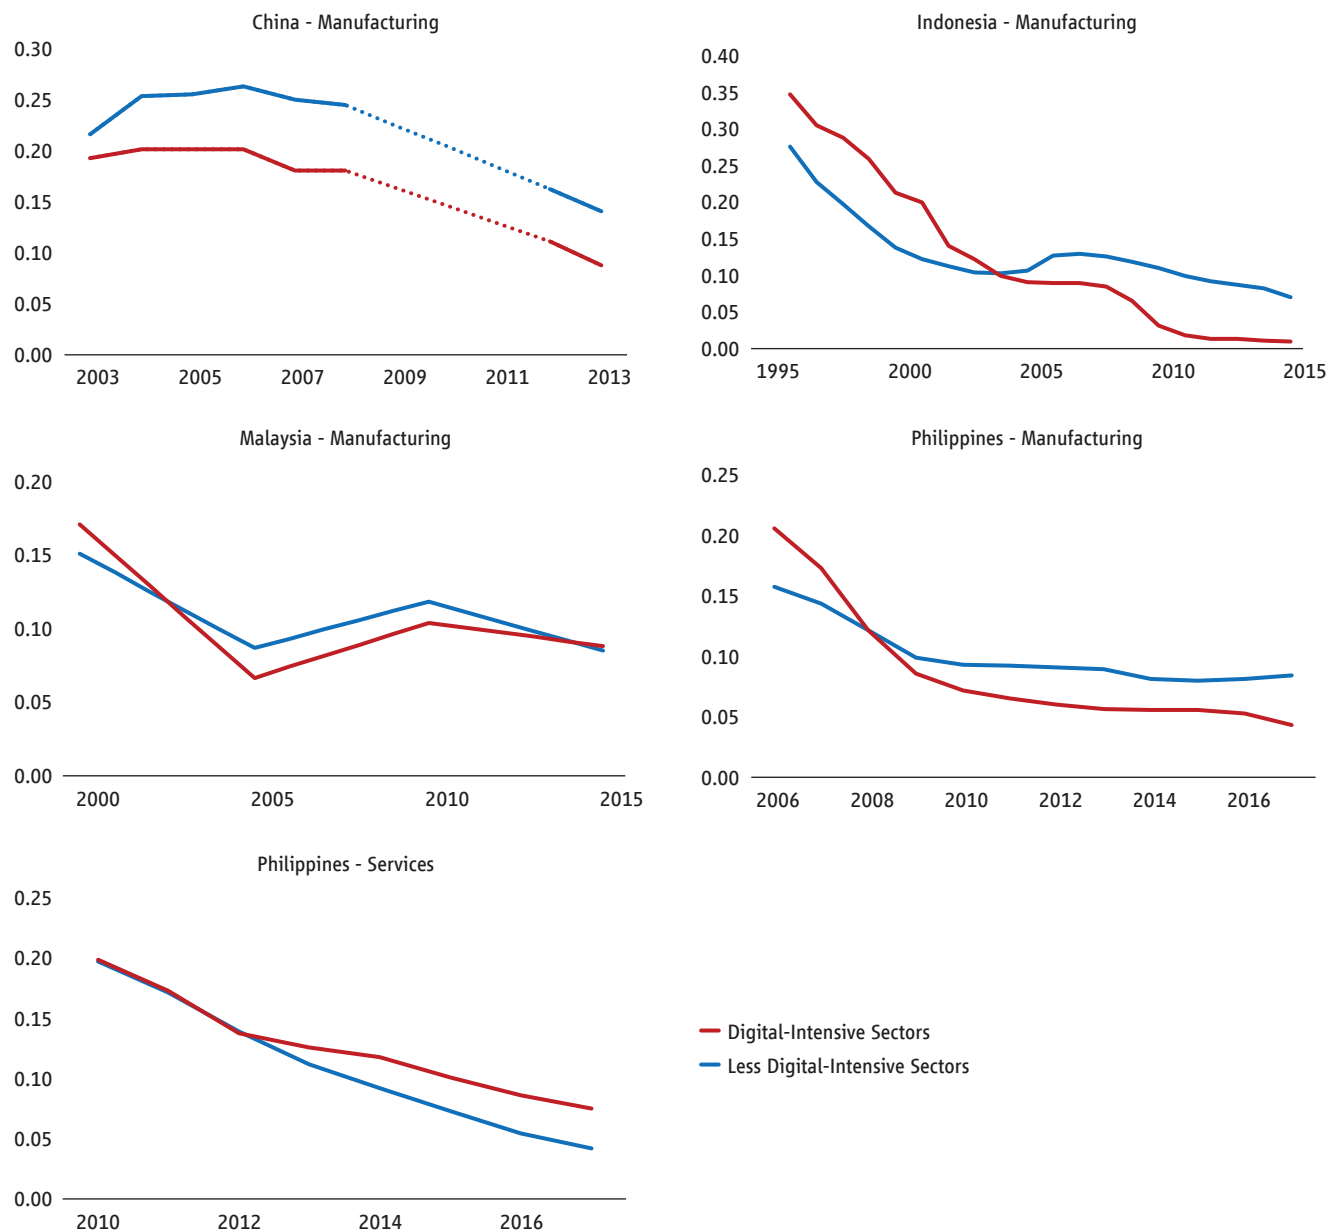 China - Manufacturing
0.30
0.25
0.20
0.15
0.10
0.05
0.00
2003 2005 2007 2009 2011 2013
Indonesia - Manufacturing
0.40
0.35
0.30
0.25
0.20
0.15
0.10
0.05
0.00
1995 2000 2005 2010 2015
Malaysia - Manufacturing
0.20
0.15
0.10
0.05
0.00
2000 2005 2010 2015
Philippines - Manufacturing
0.25
0.20
0.15
0.10
0.05
0.00
2006 2008 2010 2012 2014 2016
Philippines - Services
0.25
0.20
0.15
0.10
0.05
0.00
2010 2012 2014 2016
Digital-Intensive Sectors
Less Digital-Intensive Sectors